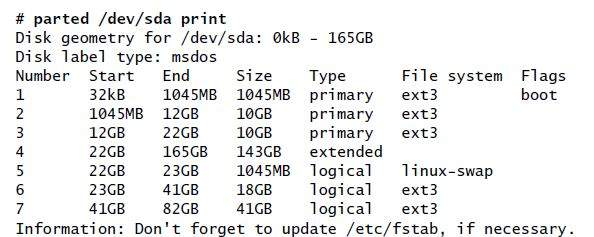 # parted /dev/sda print
Disk geometry for /dev/sda: 0kB - 165GB
Disk label type: msdos
Number  Start   End     Size    Type      File system  Flags
1       32kB    1045MB  1045MB  primary   ext3         boot
2       1045MB  12GB    10GB    primary   ext3
3       12GB    22GB    10GB    primary   ext3
4       22GB    165GB   143GB   extended
5       22GB    23GB    1045MB  logical   linux-swap
6       23GB    41GB    18GB    logical   ext3
7       41GB    82GB    41GB    logical   ext3
Information: Don't forget to update /etc/fstab, if necessary.